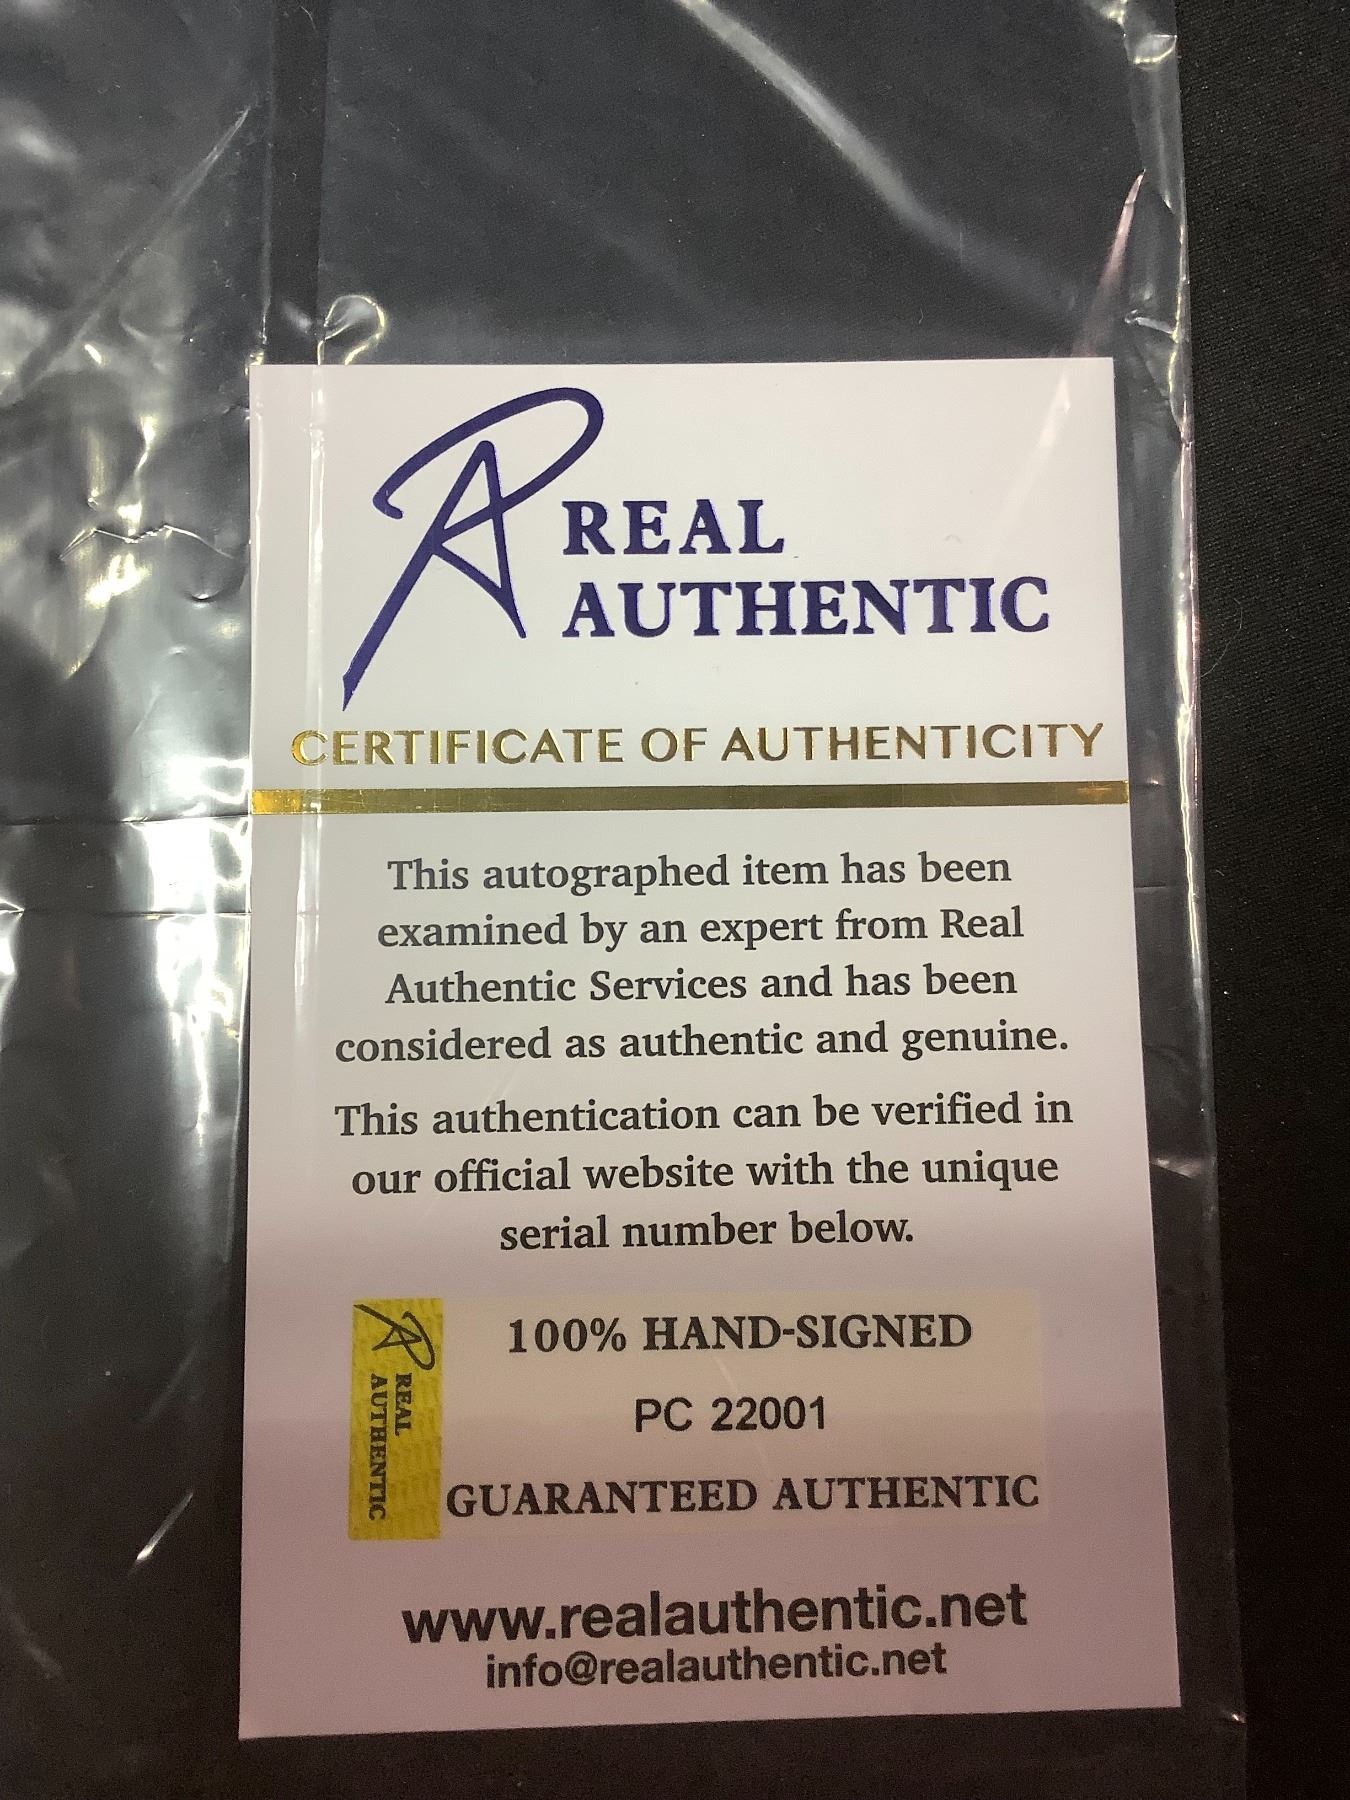 REAL
AUTHENTIC
CERTIFICATE OF AUTHENTICITY
This autographed item has been
examined by an expert from Real
Authentic Services and has been
considered as authentic and genuine.
This authentication can be verified in
our official website with the unique
serial number below.
REAL
AUTHENTIC
100% HAND-SIGNED
PC 22001
GUARANTEED AUTHENTIC
www.realauthentic.net
info@realauthentic.net